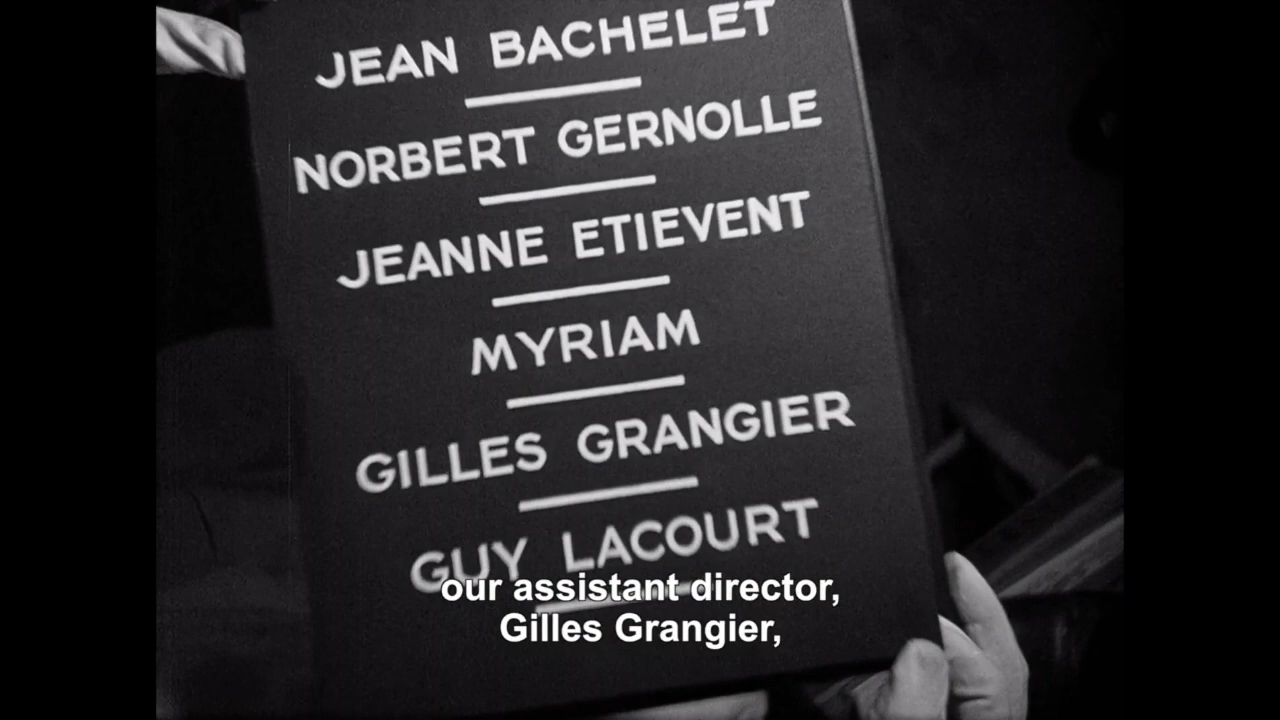 JEAN BACHELET
NORBERT GERNOLLE
JEANNE ETIEVENT
MYRIAM
GILLES GRANGIER
GUY LACOURT
our assistant director,
Gilles Grangier,